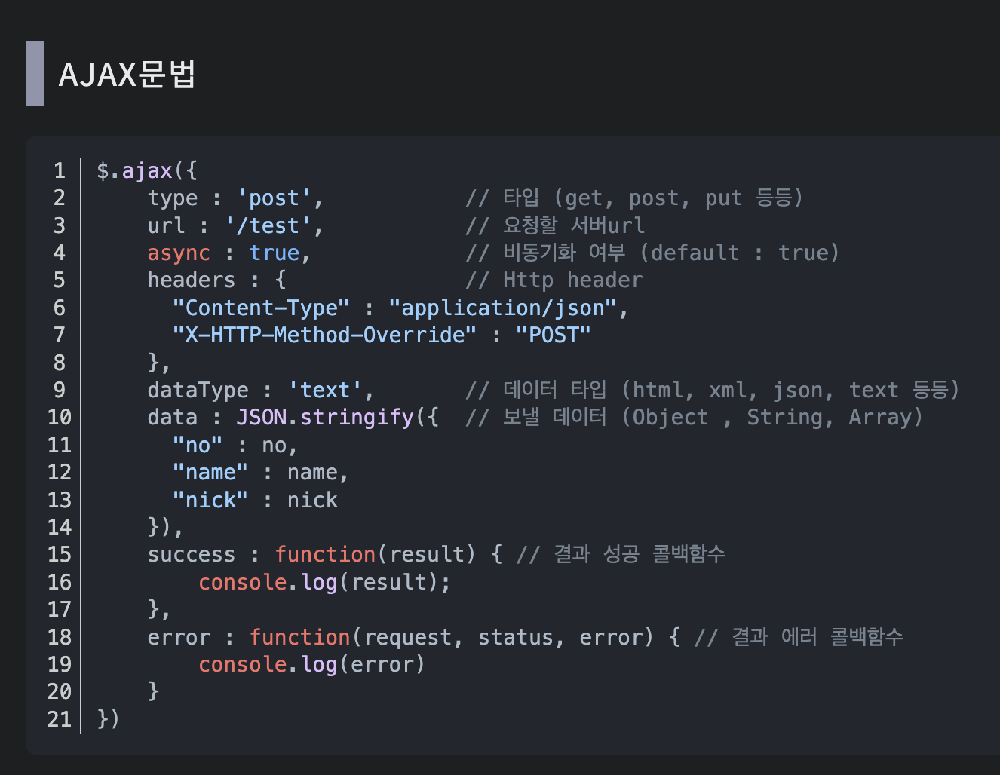 AJAX문법
1 $.ajax({
2     type : 'post',           // 타입 (get, post, put 등등)
3     url : '/test',           // 요청할 서버url
4     async : true,            // 비동기화 여부 (default : true)
5     headers : {              // Http header
6       "Content-Type" : "application/json",
7       "X-HTTP-Method-Override" : "POST"
8     },
9     dataType : 'text',       // 데이터 타입 (html, xml, json, text 등등)
10     data : JSON.stringify({  // 보낼 데이터 (Object , String, Array)
11       "no" : no,
12       "name" : name,
13       "nick" : nick
14     }),
15     success : function(result) { // 결과 성공 콜백함수
16         console.log(result);
17     },
18     error : function(request, status, error) { // 결과 에러 콜백함수
19         console.log(error)
20     }
21 })